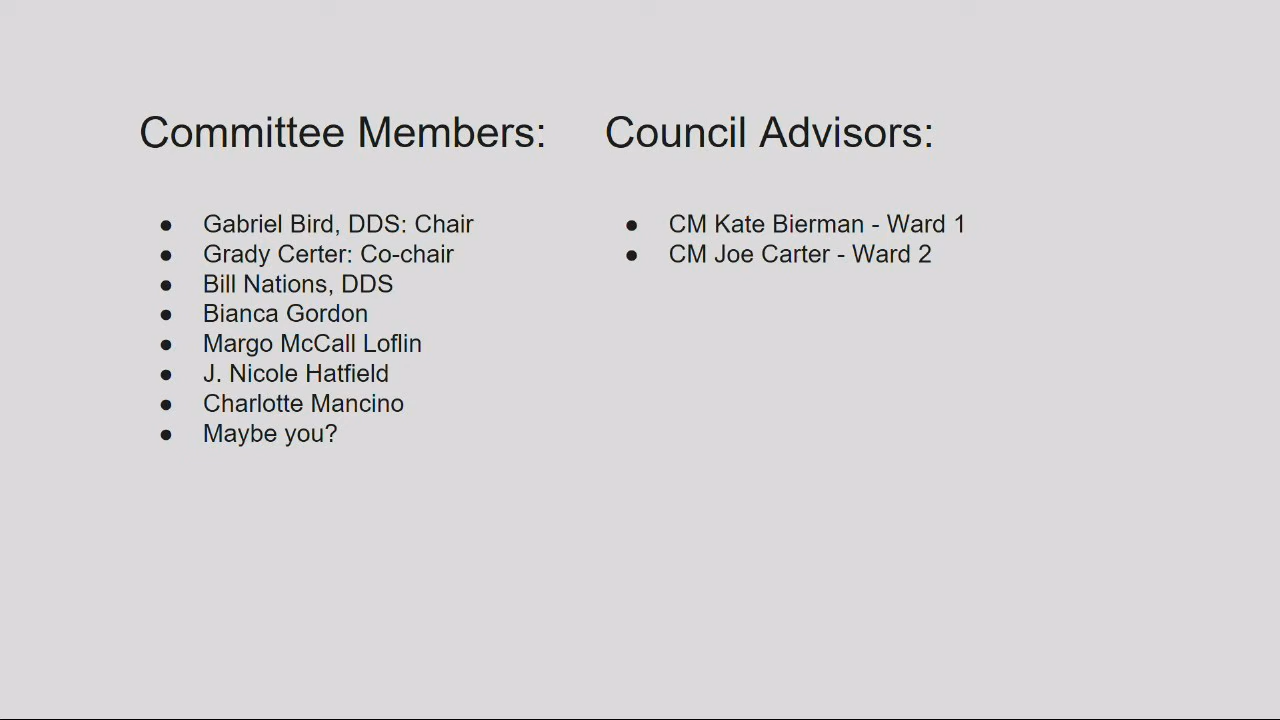 Committee Members:
● Gabriel Bird, DDS: Chair
● Grady Certer: Co-chair
● Bill Nations, DDS
● Bianca Gordon
● Margo McCall Loflin
● J. Nicole Hatfield
● Charlotte Mancino
● Maybe you?
Council Advisors:
● CM Kate Bierman - Ward 1
● CM Joe Carter - Ward 2